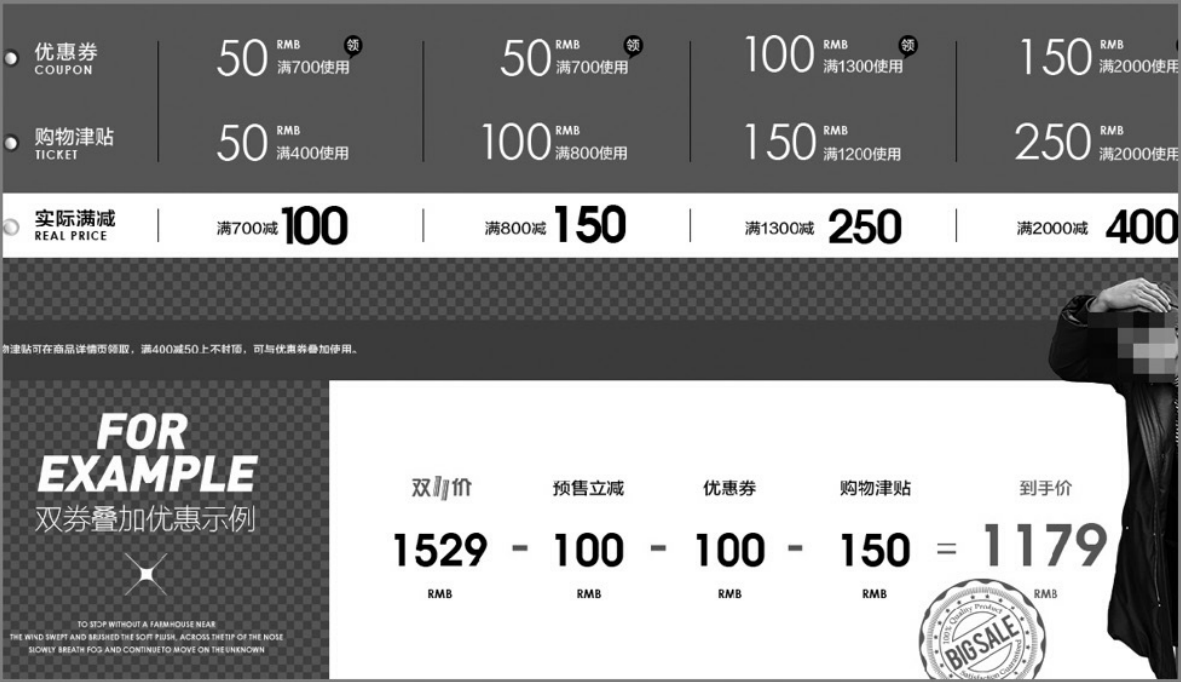 优惠券
COUPON
50 RMB 满700使用 领
50 RMB 满700使用 领
100 RMB 满1300使用 领
150 RMB 满2000使用
购物津贴
TICKET
50 RMB 满400使用
100 RMB 满800使用
150 RMB 满1200使用
250 RMB 满2000使用
实际满减
REAL PRICE
满700减 100
满800减 150
满1300减 250
满2000减 400
津贴可在商品详情页领取，满400减50上不封顶，可与优惠券叠加使用。
FOR
EXAMPLE
双券叠加优惠示例
TO STOP WITHOUT A FARMHOUSE NEAR
THE WIND SWEPT AND BRUSHED THE SOFT PLUSH, ACROSS THE TIP OF THE NOSE
SLOWLY BREATH FOG AND CONTINUE TO MOVE ON THE UNKNOWN
双11价 预售立减 优惠券 购物津贴 到手价
1529 - 100 - 100 - 150 = 1179
RMB RMB RMB RMB RMB
100% Quality Product
BIG SALE
Satisfaction Guaranteed